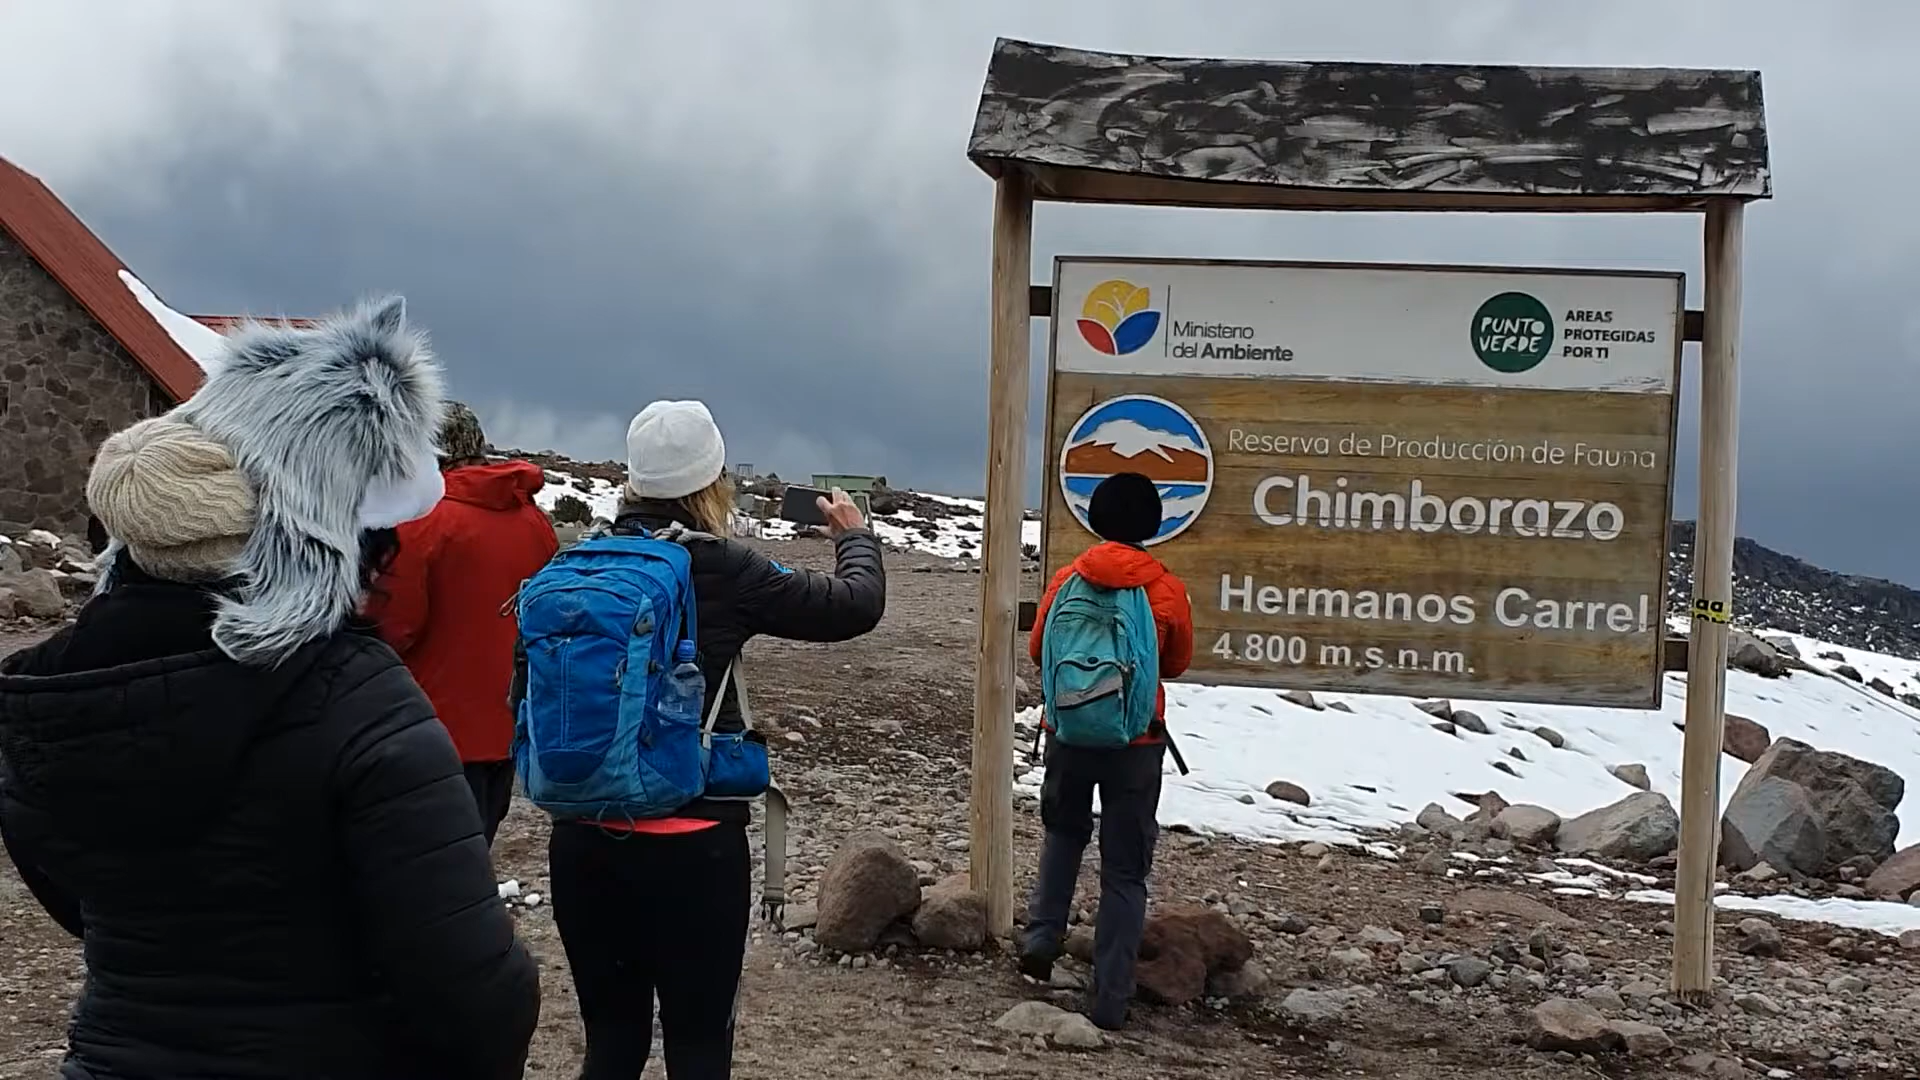 Ministerio
del Ambiente
PUNTO
VERDE
AREAS
PROTEGIDAS
POR TI
Reserva de Producción de Fauna
Chimborazo
Hermanos Carrel
4.800 m.s.n.m.